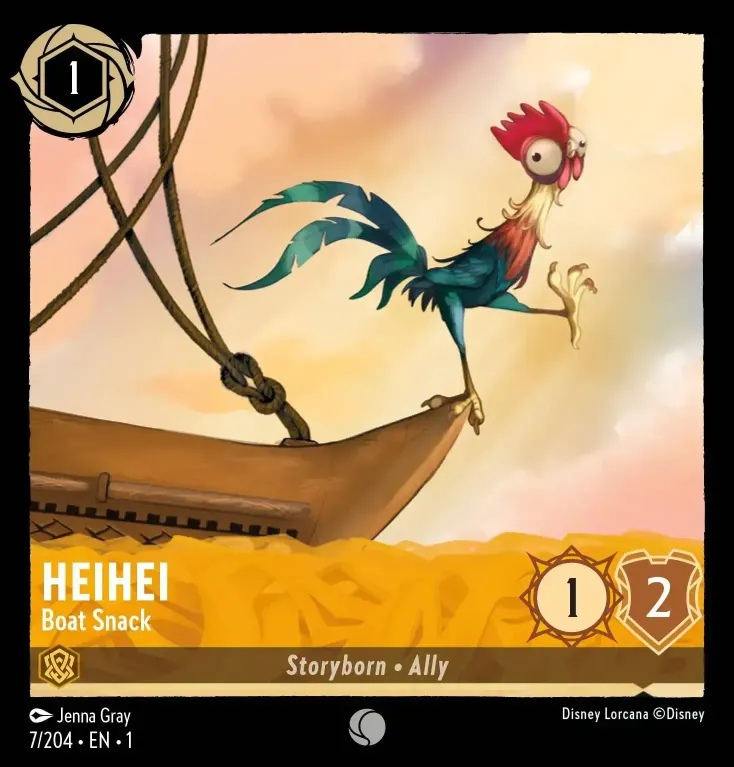 1
HEIHEI
Boat Snack
1 2
Storyborn • Ally
Jenna Gray
Disney Lorcana ©Disney
7/204 • EN • 1